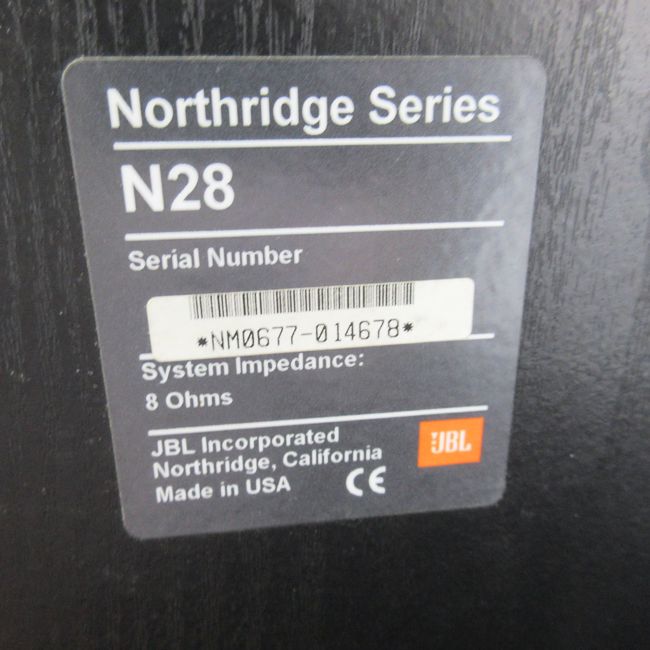 Northridge Series
N28
Serial Number
*NM0677-014678*
System Impedance:
8 Ohms
JBL Incorporated
Northridge, California
Made in USA
CE
JBL